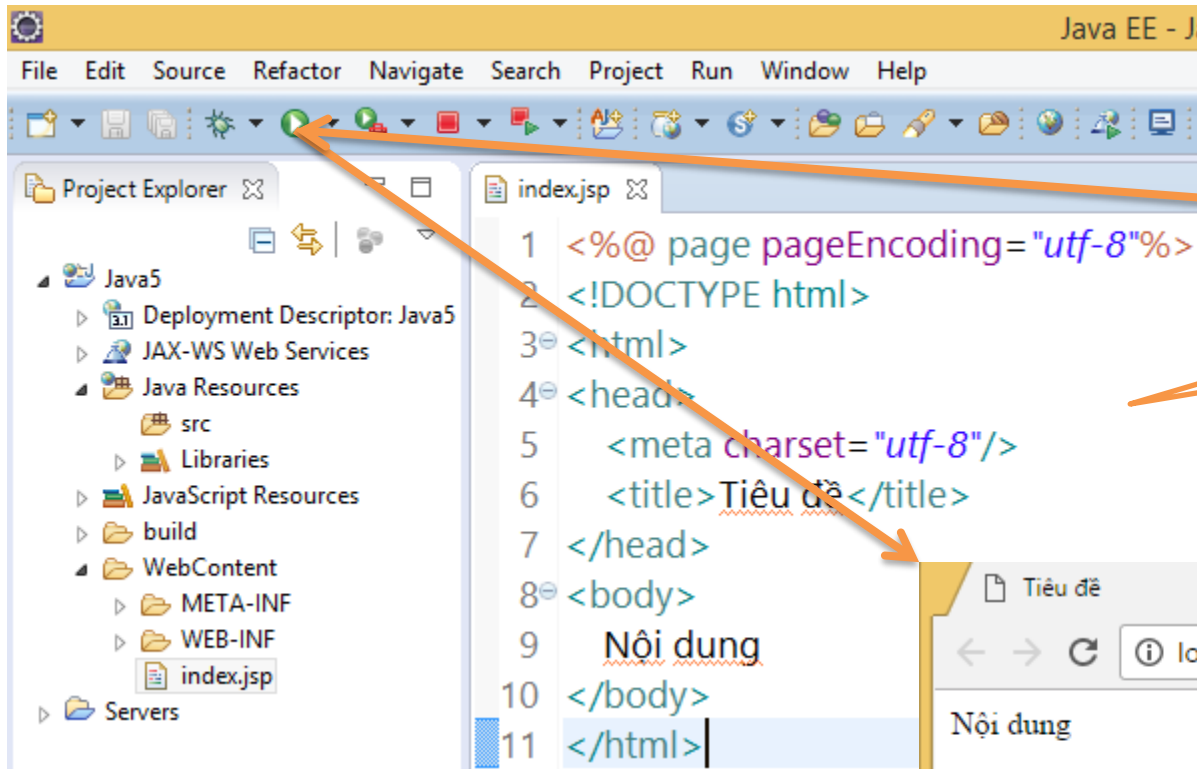 Java EE - J
File Edit Source Refactor Navigate Search Project Run Window Help
Project Explorer
index.jsp
Java5
3.1 Deployment Descriptor: Java5
JAX-WS Web Services
Java Resources
src
Libraries
JavaScript Resources
build
WebContent
META-INF
WEB-INF
index.jsp
Servers
1 <%@ page pageEncoding="utf-8"%>
2 <!DOCTYPE html>
3 <html>
4 <head>
5 <meta charset="utf-8"/>
6 <title>Tiêu đề</title>
7 </head>
8 <body>
9 Nội dung
10 </body>
11 </html>
Tiêu đề
lo
Nội dung